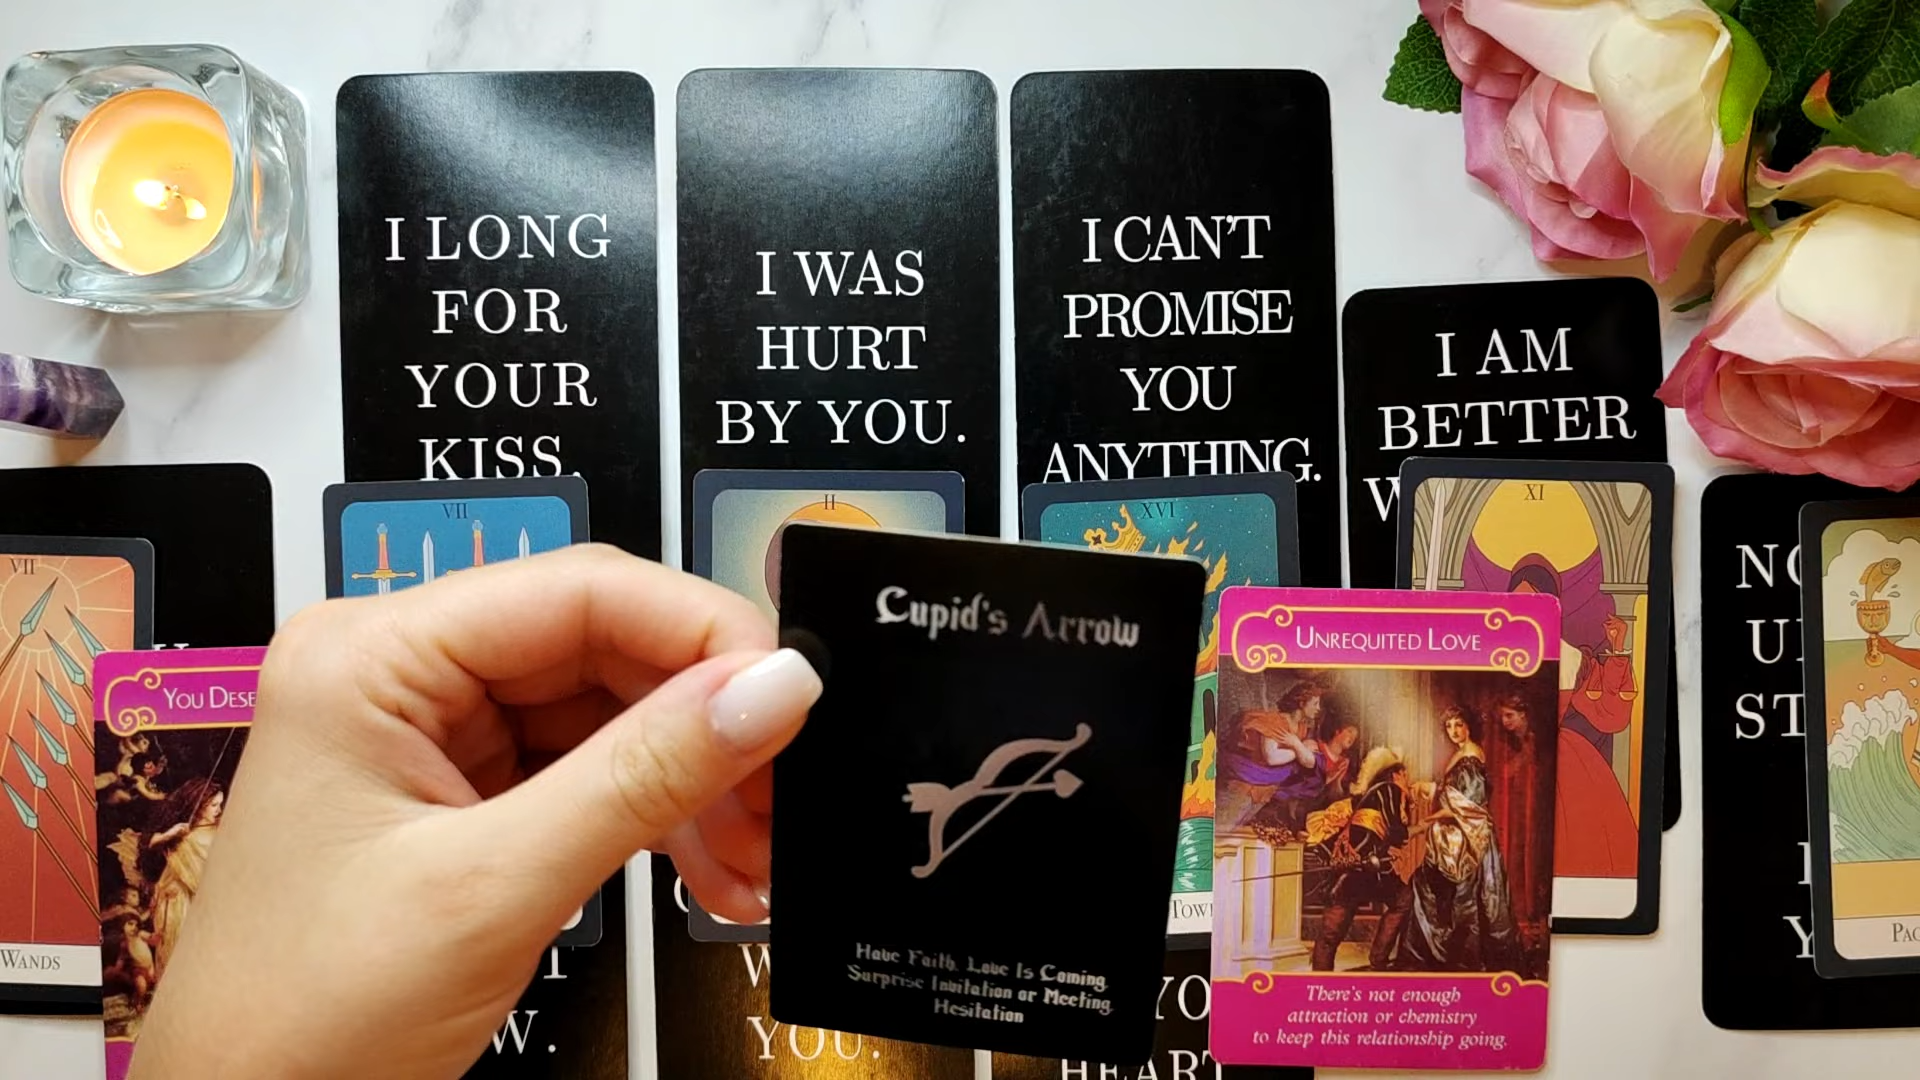 I LONG
FOR
YOUR
KISS.
I WAS
HURT
BY YOU.
I CAN'T
PROMISE
YOU
ANYTHING.
I AM
BETTER
VII
VII
II
XVI
XI
Cupid's Arrow
Have Faith, Love Is Coming
Surprise Invitation or Meeting
Hesitation
UNREQUITED LOVE
There's not enough
attraction or chemistry
to keep this relationship going.
YOU
WANDS
YOU.